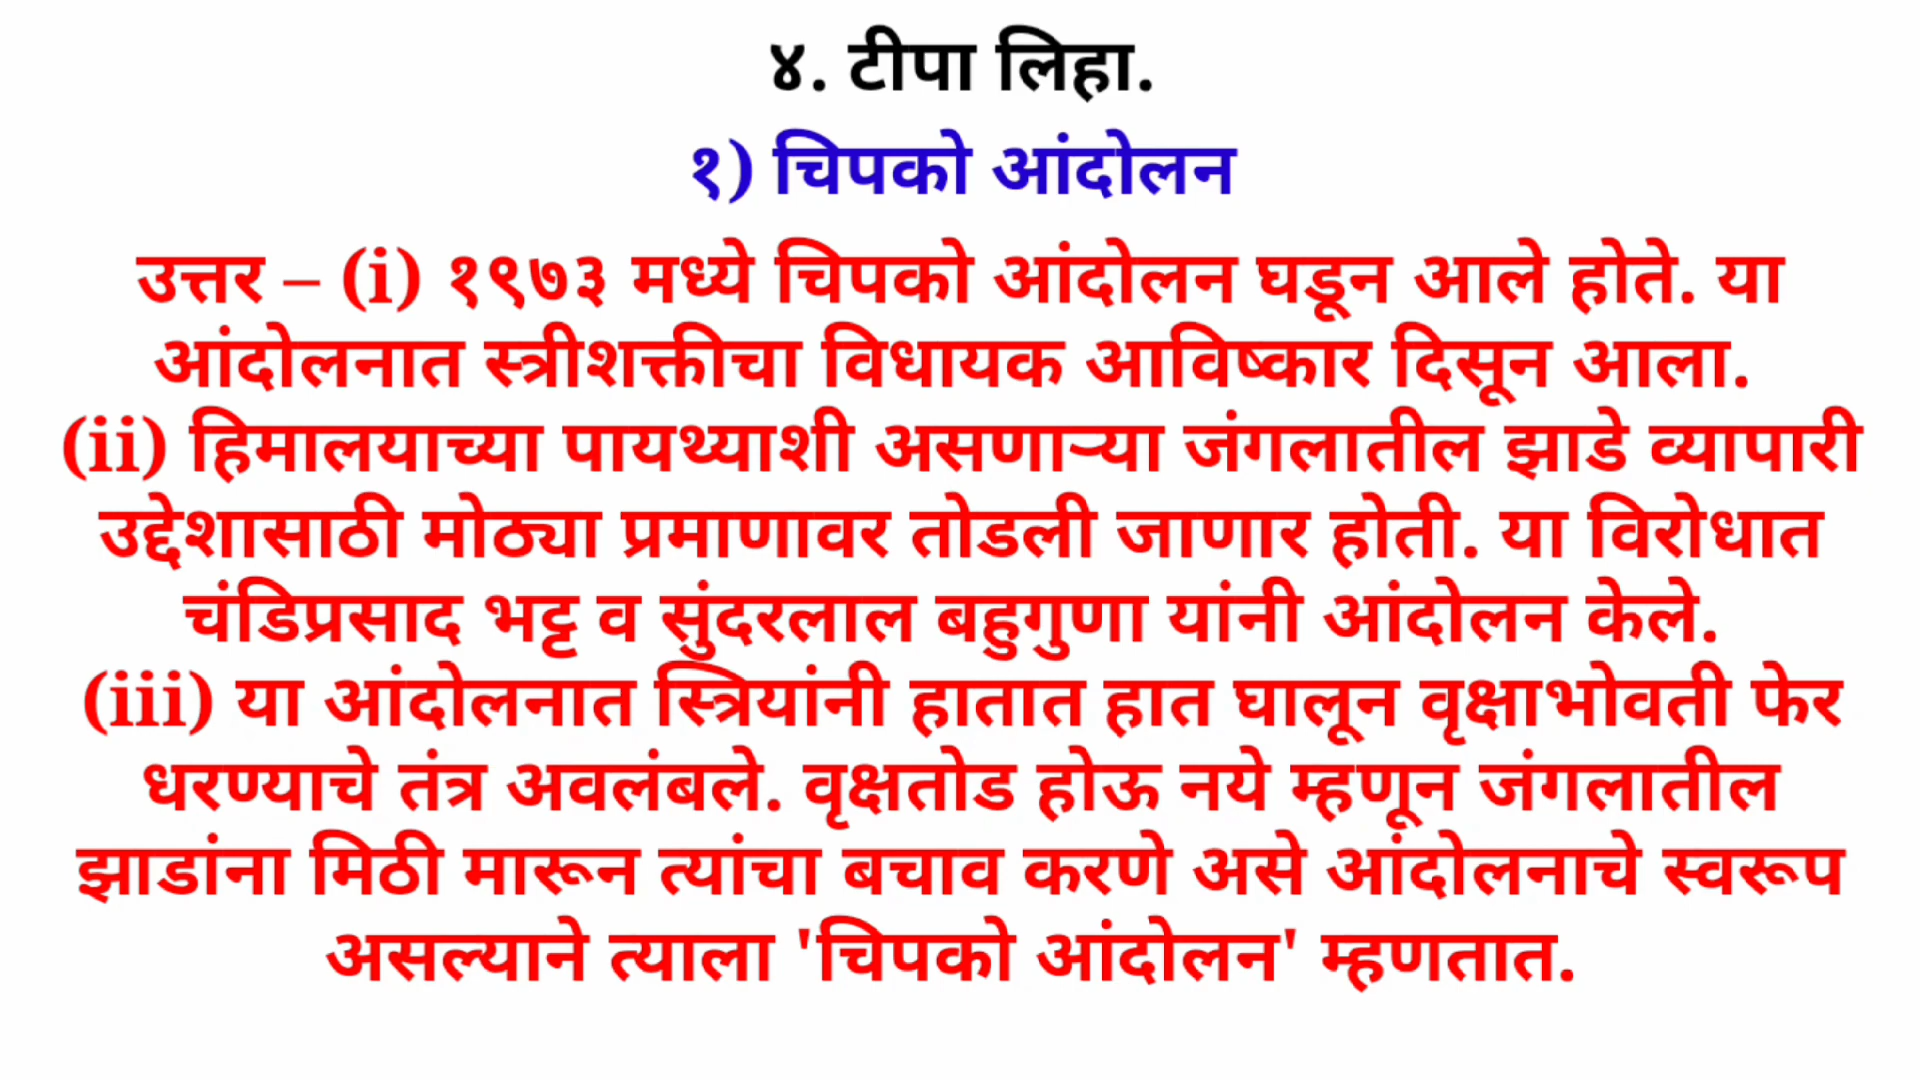 ४. टीपा लिहा.
१) चिपको आंदोलन
उत्तर – (i) १९७३ मध्ये चिपको आंदोलन घडून आले होते. या
आंदोलनात स्त्रीशक्तीचा विधायक आविष्कार दिसून आला.
(ii) हिमालयाच्या पायथ्याशी असणाऱ्या जंगलातील झाडे व्यापारी
उद्देशासाठी मोठ्या प्रमाणावर तोडली जाणार होती. या विरोधात
चंडिप्रसाद भट्ट व सुंदरलाल बहुगुणा यांनी आंदोलन केले.
(iii) या आंदोलनात स्त्रियांनी हातात हात घालून वृक्षाभोवती फेर
धरण्याचे तंत्र अवलंबले. वृक्षतोड होऊ नये म्हणून जंगलातील
झाडांना मिठी मारून त्यांचा बचाव करणे असे आंदोलनाचे स्वरूप
असल्याने त्याला 'चिपको आंदोलन' म्हणतात.